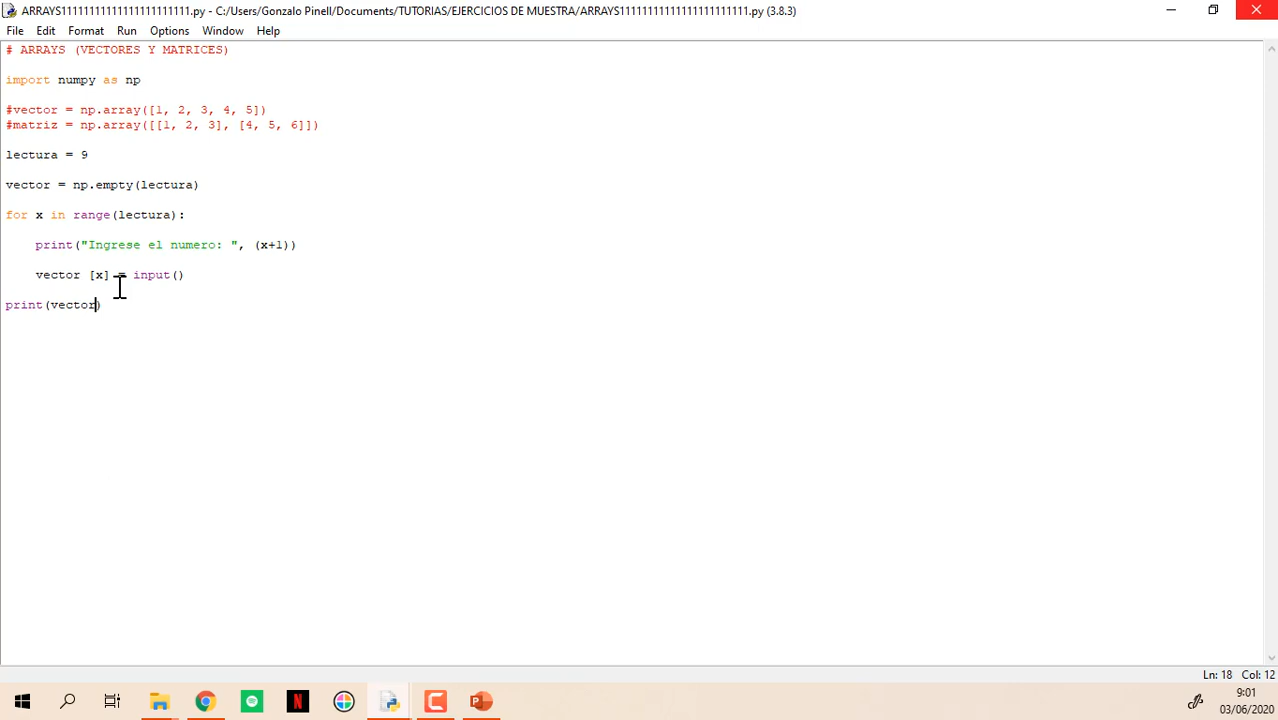 ARRAYS1111111111111111111111.py - C:/Users/Gonzalo Pinell/Documents/TUTORIAS/EJERCICIOS DE MUESTRA/ARRAYS1111111111111111111111.py (3.8.3)
File Edit Format Run Options Window Help
# ARRAYS (VECTORES Y MATRICES)
import numpy as np
#vector = np.array([1, 2, 3, 4, 5])
#matriz = np.array([[1, 2, 3], [4, 5, 6]])
lectura = 9
vector = np.empty(lectura)
for x in range(lectura):
print("Ingrese el numero: ", (x+1))
vector [x] = input()
print(vector)
Ln: 18 Col: 12
9:01
03/06/2020